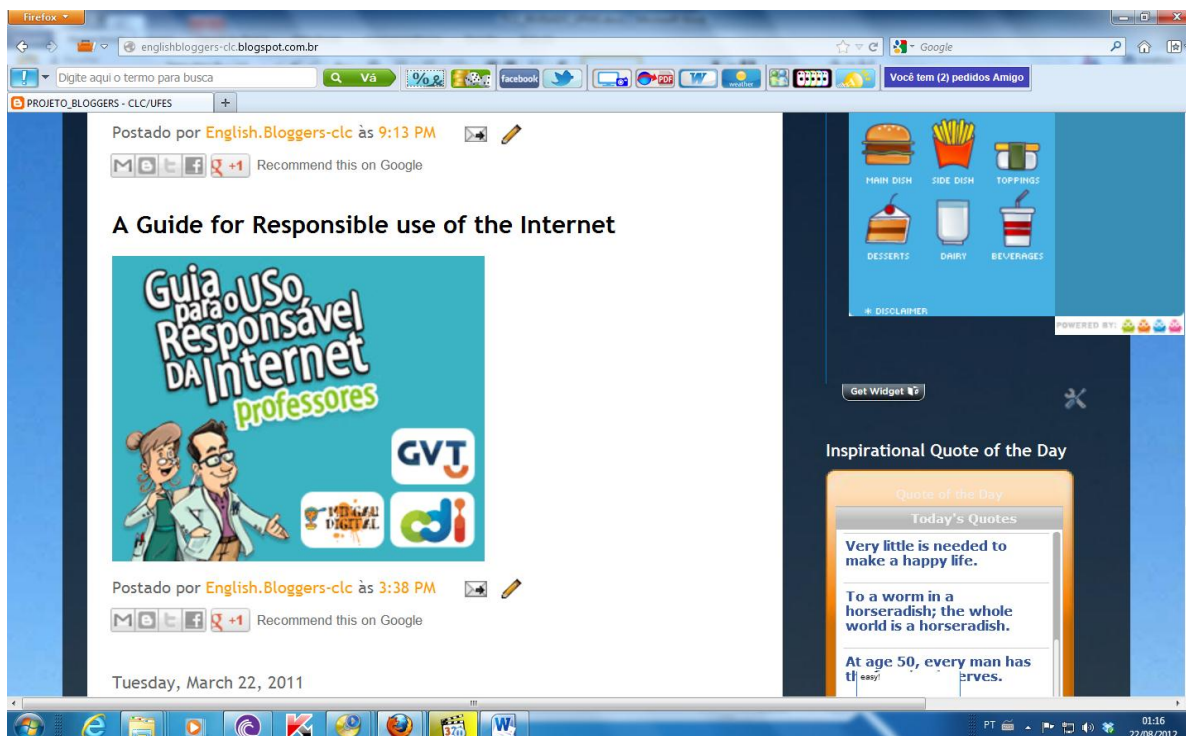 Firefox
englishbloggers-clc.blogspot.com.br
Google
Digite aqui o termo para busca
Vá
facebook
PDF
W
weather
Você tem (2) pedidos Amigo
PROJETO_BLOGGERS - CLC/UFES
Postado por English.Bloggers-clc às 9:13 PM
+1 Recommend this on Google
A Guide for Responsible use of the Internet
Guia
para o Uso
Responsável
DA Internet
professores
GVT
MINGAU
DIGITAL
cdi
Postado por English.Bloggers-clc às 3:38 PM
+1 Recommend this on Google
Tuesday, March 22, 2011
MAIN DISH
SIDE DISH
TOPPINGS
DESSERTS
DAIRY
BEVERAGES
* DISCLAIMER
POWERED BY:
Get Widget
Inspirational Quote of the Day
Quote of the Day
Today's Quotes
Very little is needed to
make a happy life.
To a worm in a
horseradish; the whole
world is a horseradish.
At age 50, every man has
easy!
PT
01:16
22/08/2012